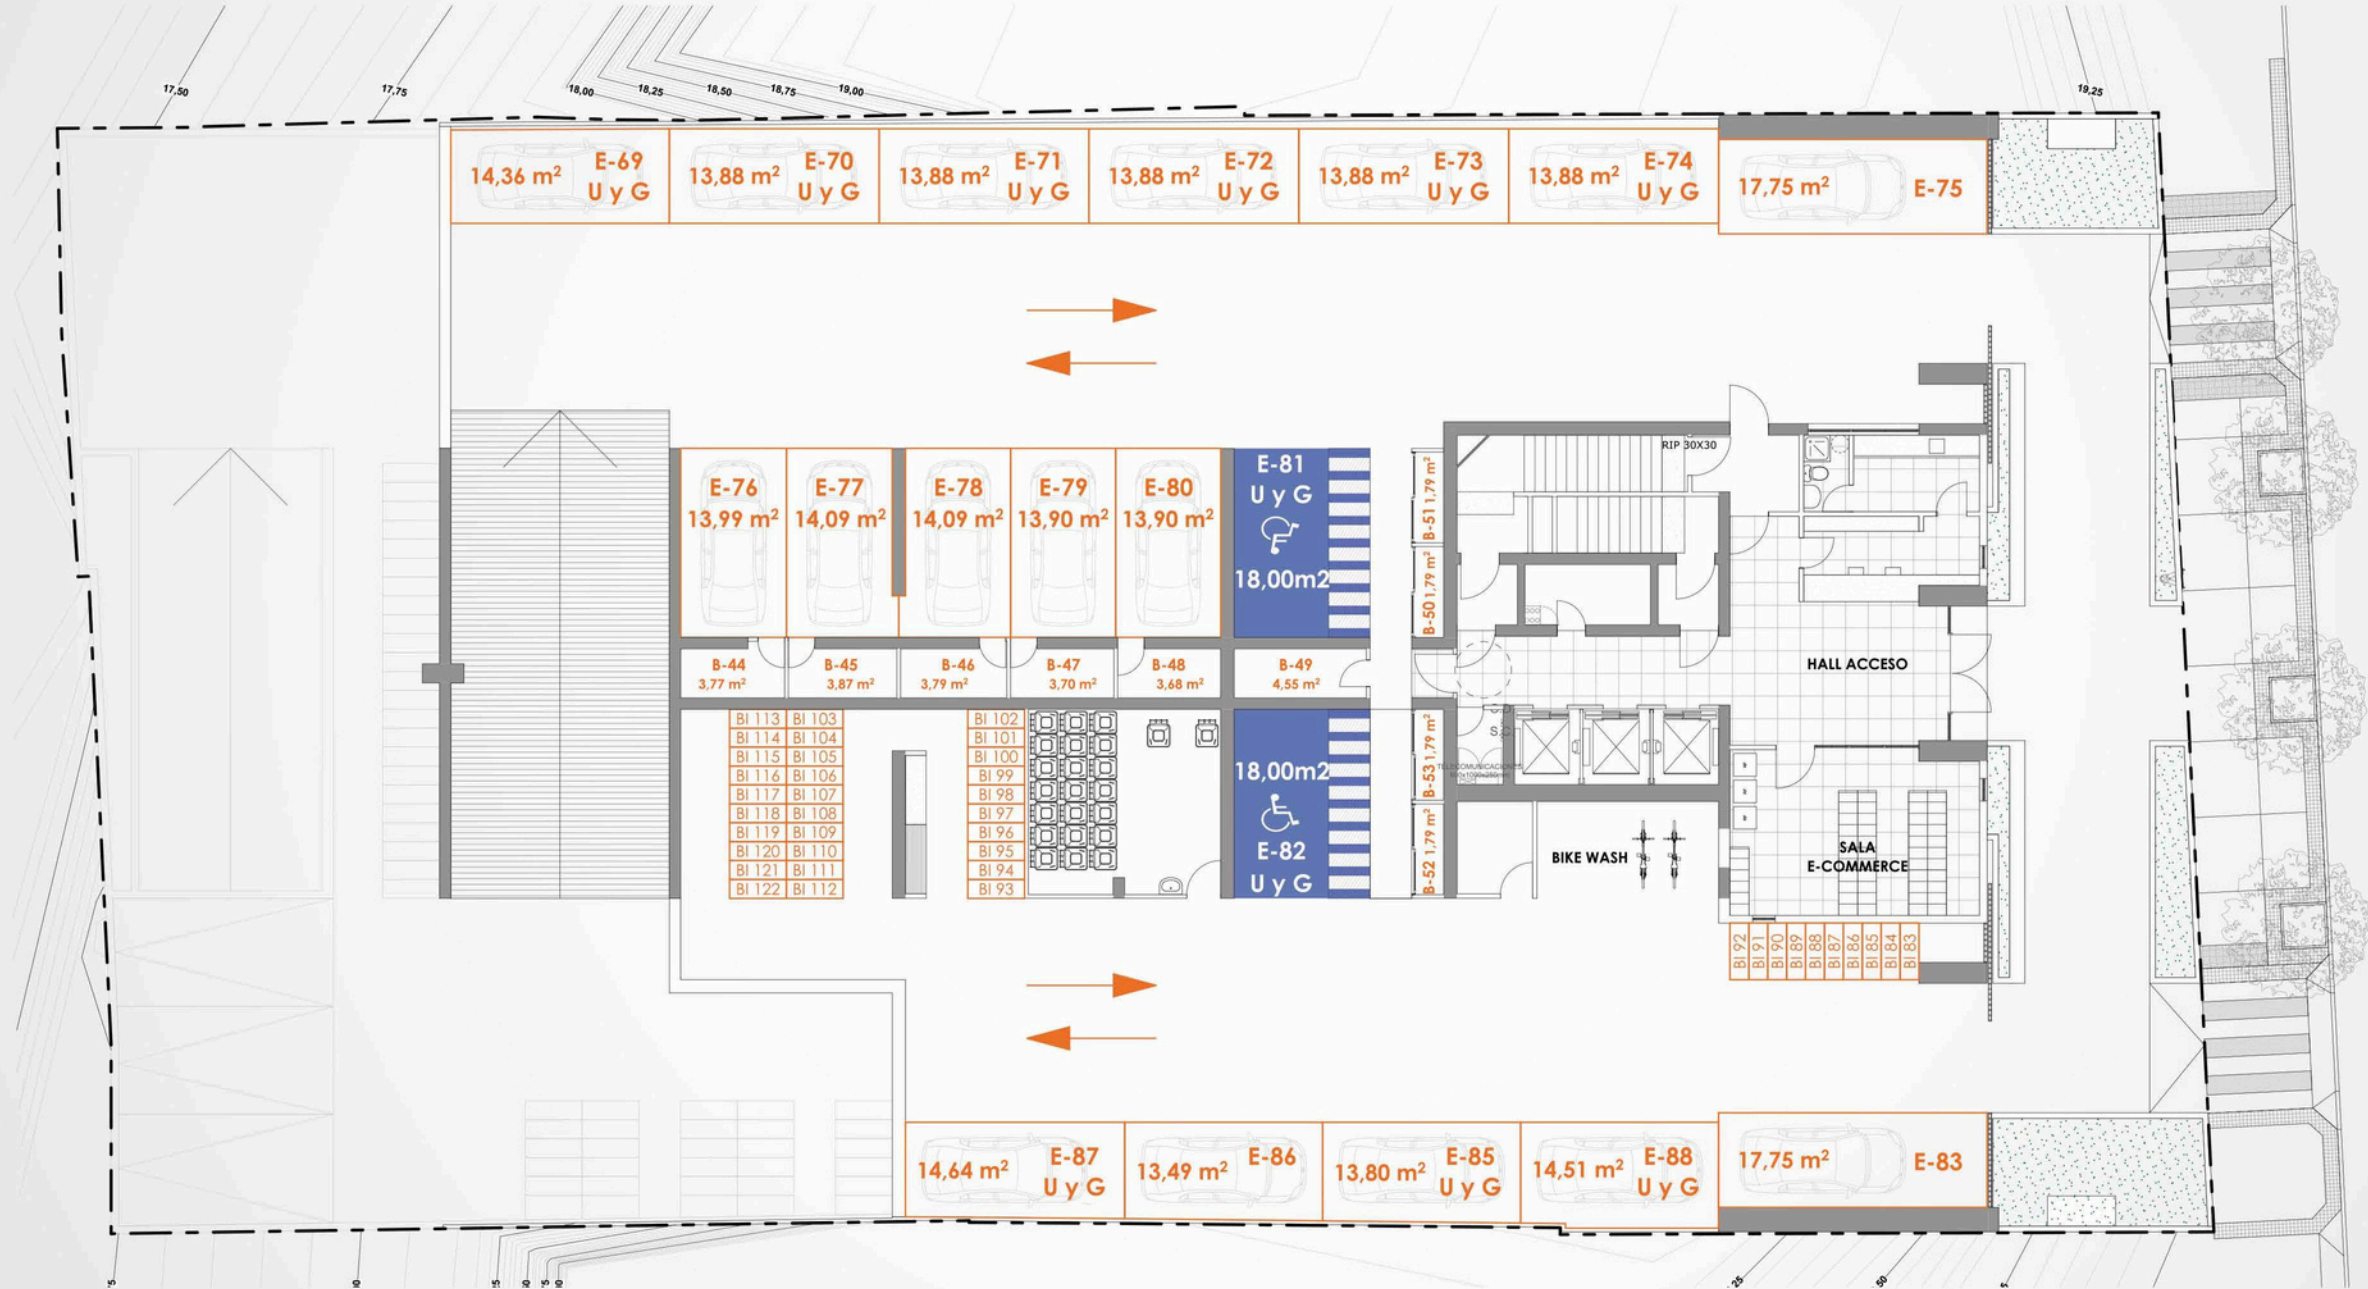 17,50
17,75
18,00
18,25
18,50
18,75
19,00
19,25
14,36 m²
E-69
U y G
13,88 m²
E-70
U y G
13,88 m²
E-71
U y G
13,88 m²
E-72
U y G
13,88 m²
E-73
U y G
13,88 m²
E-74
U y G
17,75 m²
E-75
E-76
13,99 m²
E-77
14,09 m²
E-78
14,09 m²
E-79
13,90 m²
E-80
13,90 m²
E-81
U y G
18,00m2
B-51 1,79 m²
B-50 1,79 m²
RIP 30X30
B-44
3,77 m²
B-45
3,87 m²
B-46
3,79 m²
B-47
3,70 m²
B-48
3,68 m²
B-49
4,55 m²
HALL ACCESO
BI 113
BI 114
BI 115
BI 116
BI 117
BI 118
BI 119
BI 120
BI 121
BI 122
BI 103
BI 104
BI 105
BI 106
BI 107
BI 108
BI 109
BI 110
BI 111
BI 112
BI 102
BI 101
BI 100
BI 99
BI 98
BI 97
BI 96
BI 95
BI 94
BI 93
18,00m2
E-82
U y G
B-53 1,79 m²
B-52 1,79 m²
BIKE WASH
SALA
E-COMMERCE
BI 92
BI 91
BI 90
BI 89
BI 88
BI 87
BI 86
BI 85
BI 84
BI 83
14,64 m²
E-87
U y G
13,49 m²
E-86
13,80 m²
E-85
U y G
14,51 m²
E-88
U y G
17,75 m²
E-83
25
50